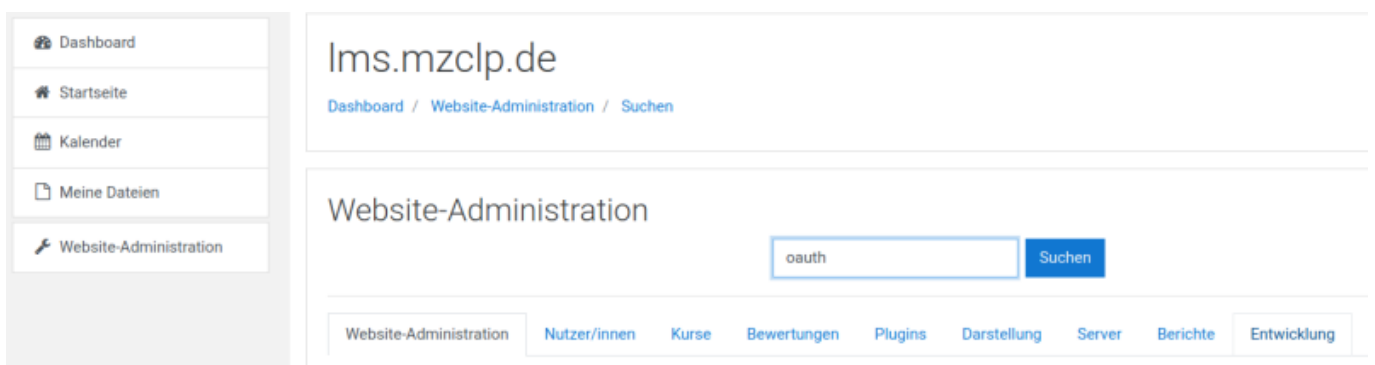 Dashboard
Startseite
Kalender
Meine Dateien
Website-Administration
lms.mzclp.de
Dashboard / Website-Administration / Suchen
Website-Administration
oauth Suchen
Website-Administration Nutzer/innen Kurse Bewertungen Plugins Darstellung Server Berichte Entwicklung